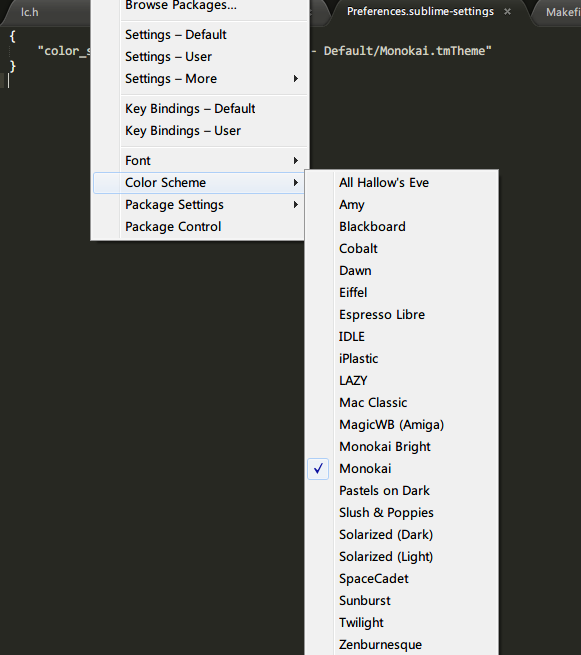 lc.h
Preferences.sublime-settings
Makefi
Browse Packages...
{
"color_s
- Default/Monokai.tmTheme"
}
Settings – Default
Settings – User
Settings – More
Key Bindings – Default
Key Bindings – User
Font
Color Scheme
Package Settings
Package Control
All Hallow's Eve
Amy
Blackboard
Cobalt
Dawn
Eiffel
Espresso Libre
IDLE
iPlastic
LAZY
Mac Classic
MagicWB (Amiga)
Monokai Bright
Monokai
Pastels on Dark
Slush & Poppies
Solarized (Dark)
Solarized (Light)
SpaceCadet
Sunburst
Twilight
Zenburnesque